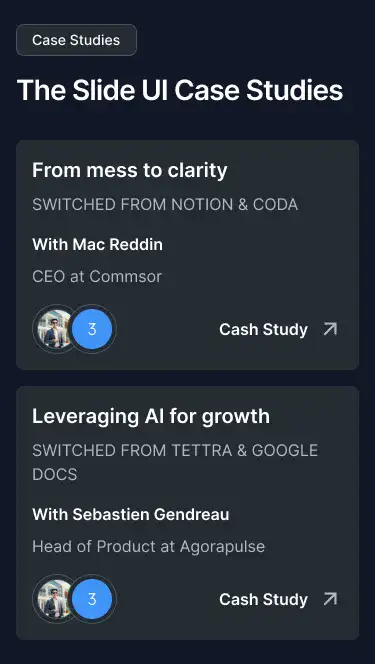 Case Studies
The Slide UI Case Studies
From mess to clarity
SWITCHED FROM NOTION & CODA
With Mac Reddin
CEO at Commsor
3
Cash Study
Leveraging AI for growth
SWITCHED FROM TETTRA & GOOGLE
DOCS
With Sebastien Gendreau
Head of Product at Agorapulse
3
Cash Study